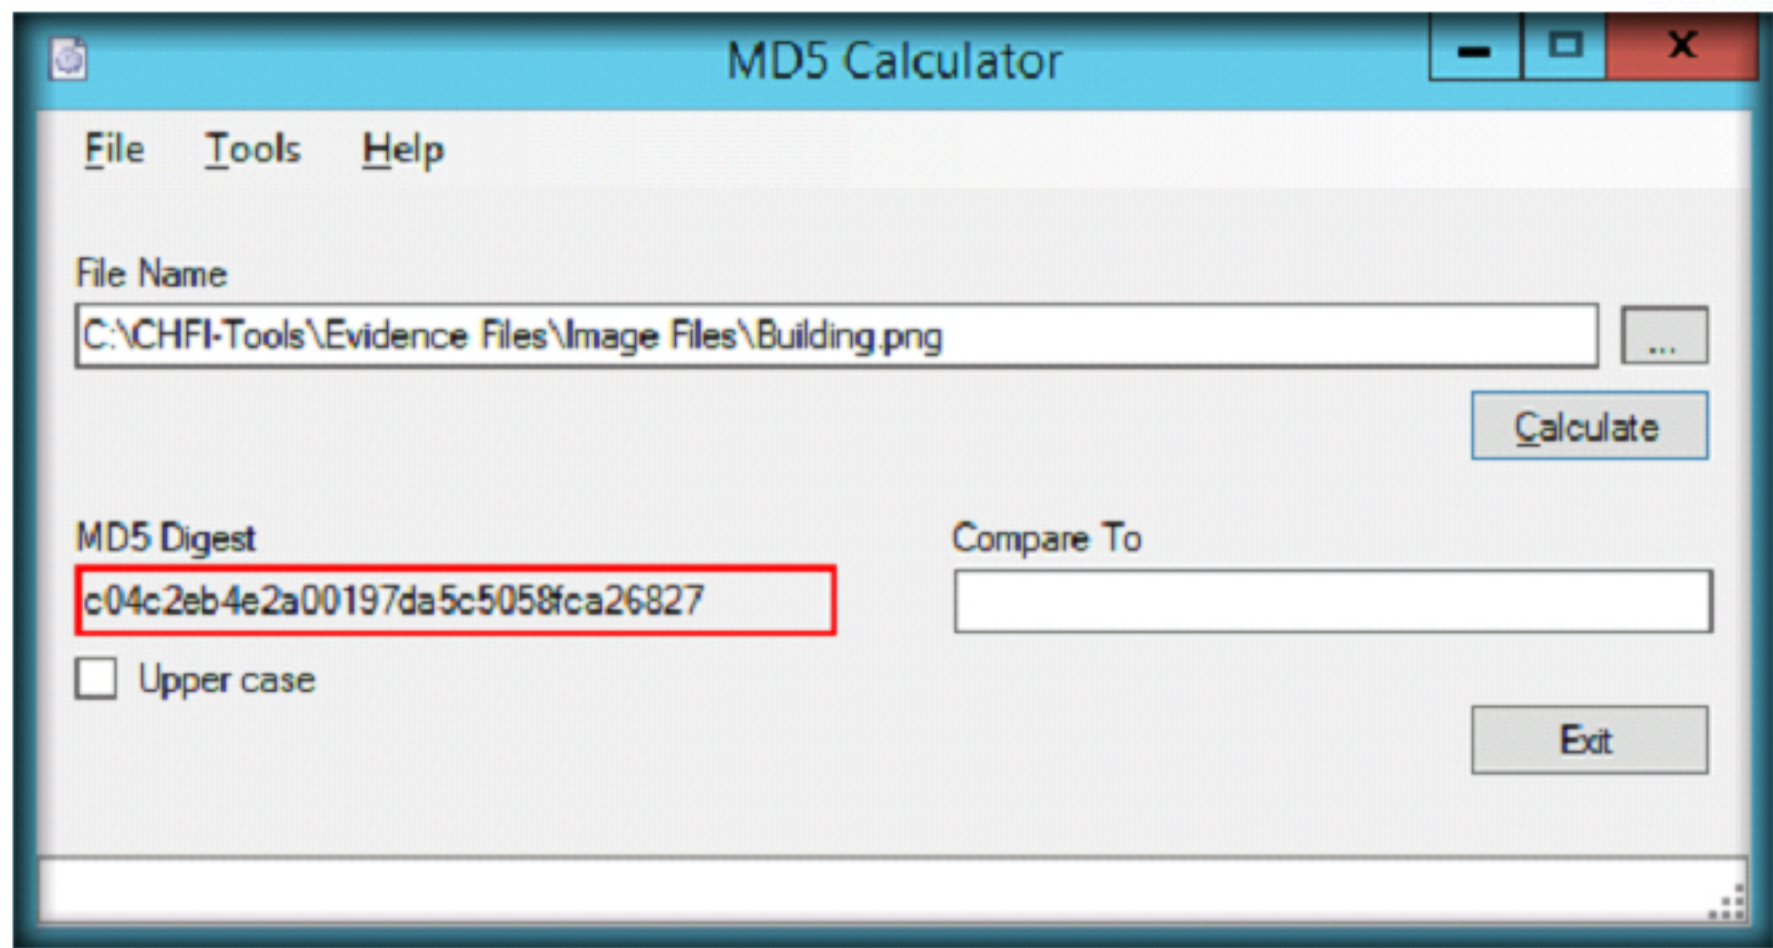 MD5 Calculator
File Tools Help
File Name
C:\CHFI-Tools\Evidence Files\Image Files\Building.png
...
Calculate
MD5 Digest
c04c2eb4e2a00197da5c5058fca26827
Compare To
Upper case
Exit